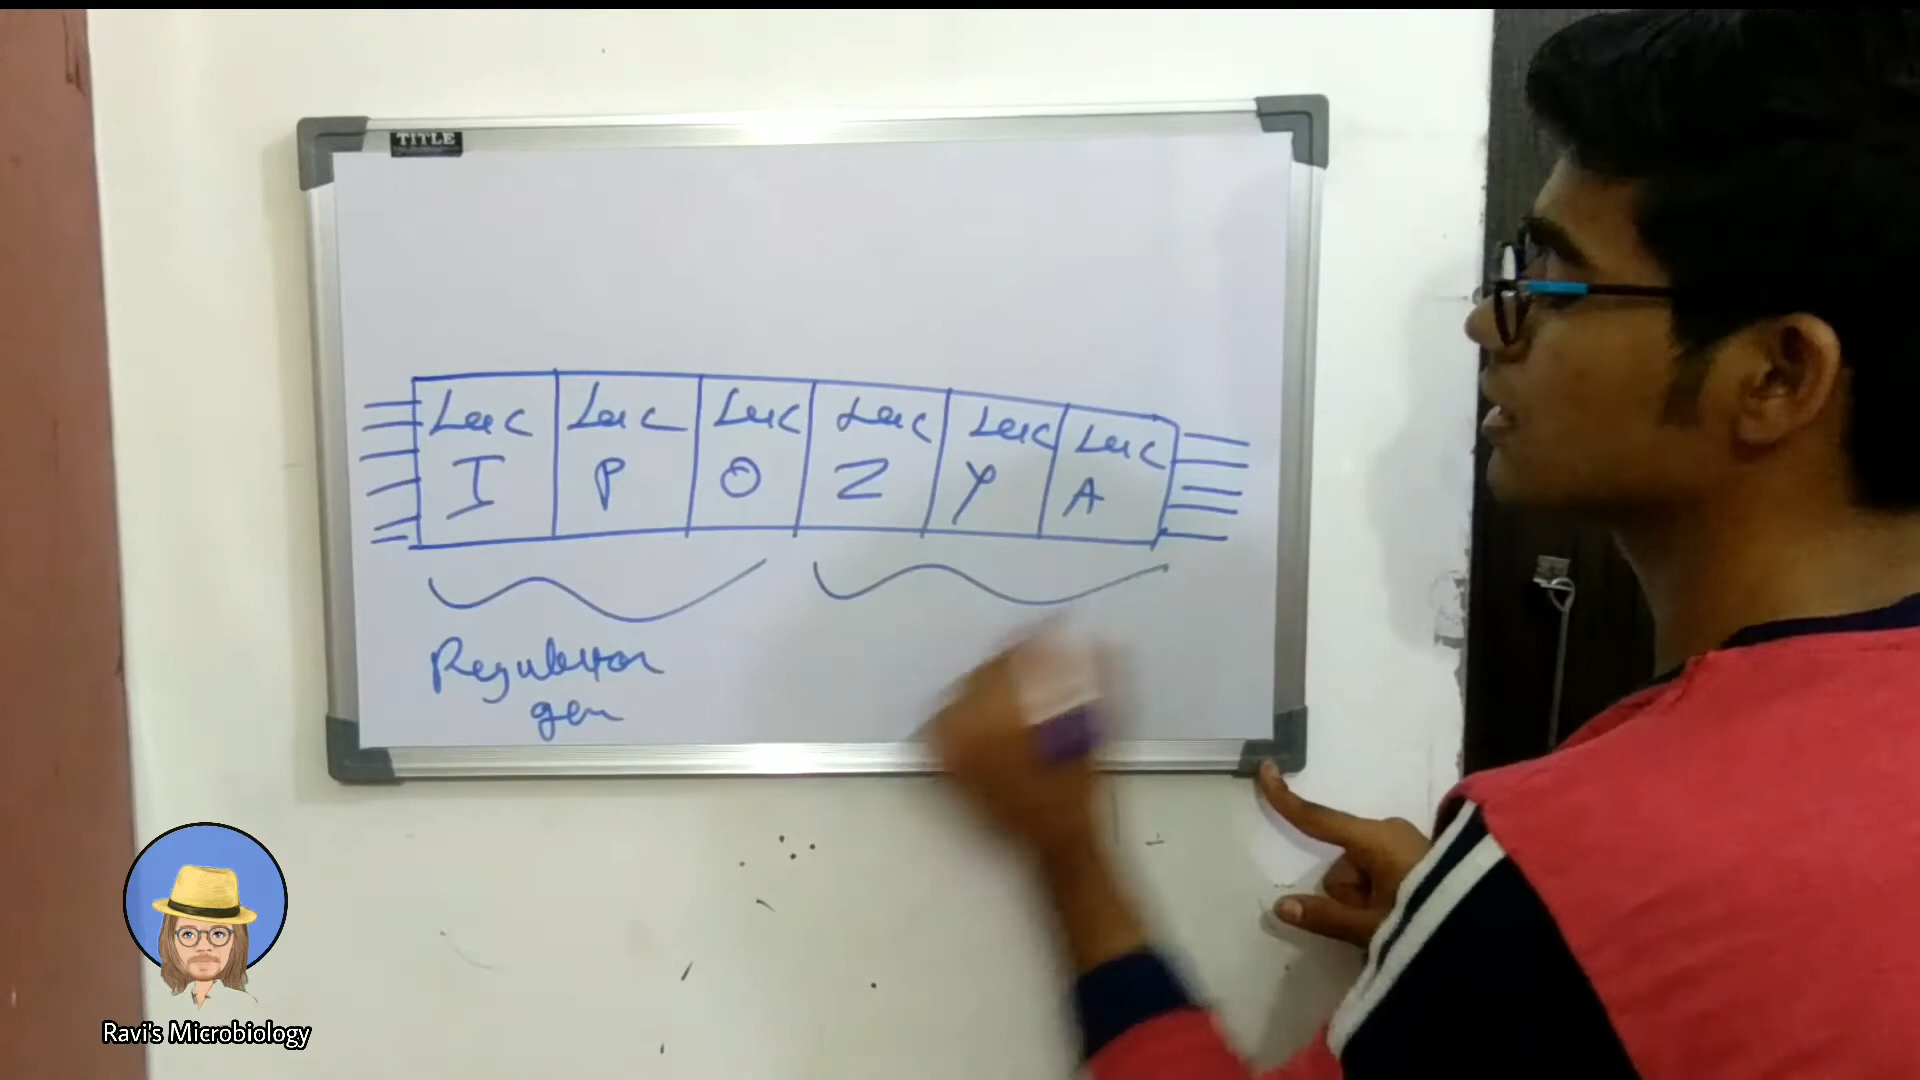 TITLE
Lac Lac Lac Lac Lac Lac
I P O Z Y A
Regulator
gen
Ravi's Microbiology